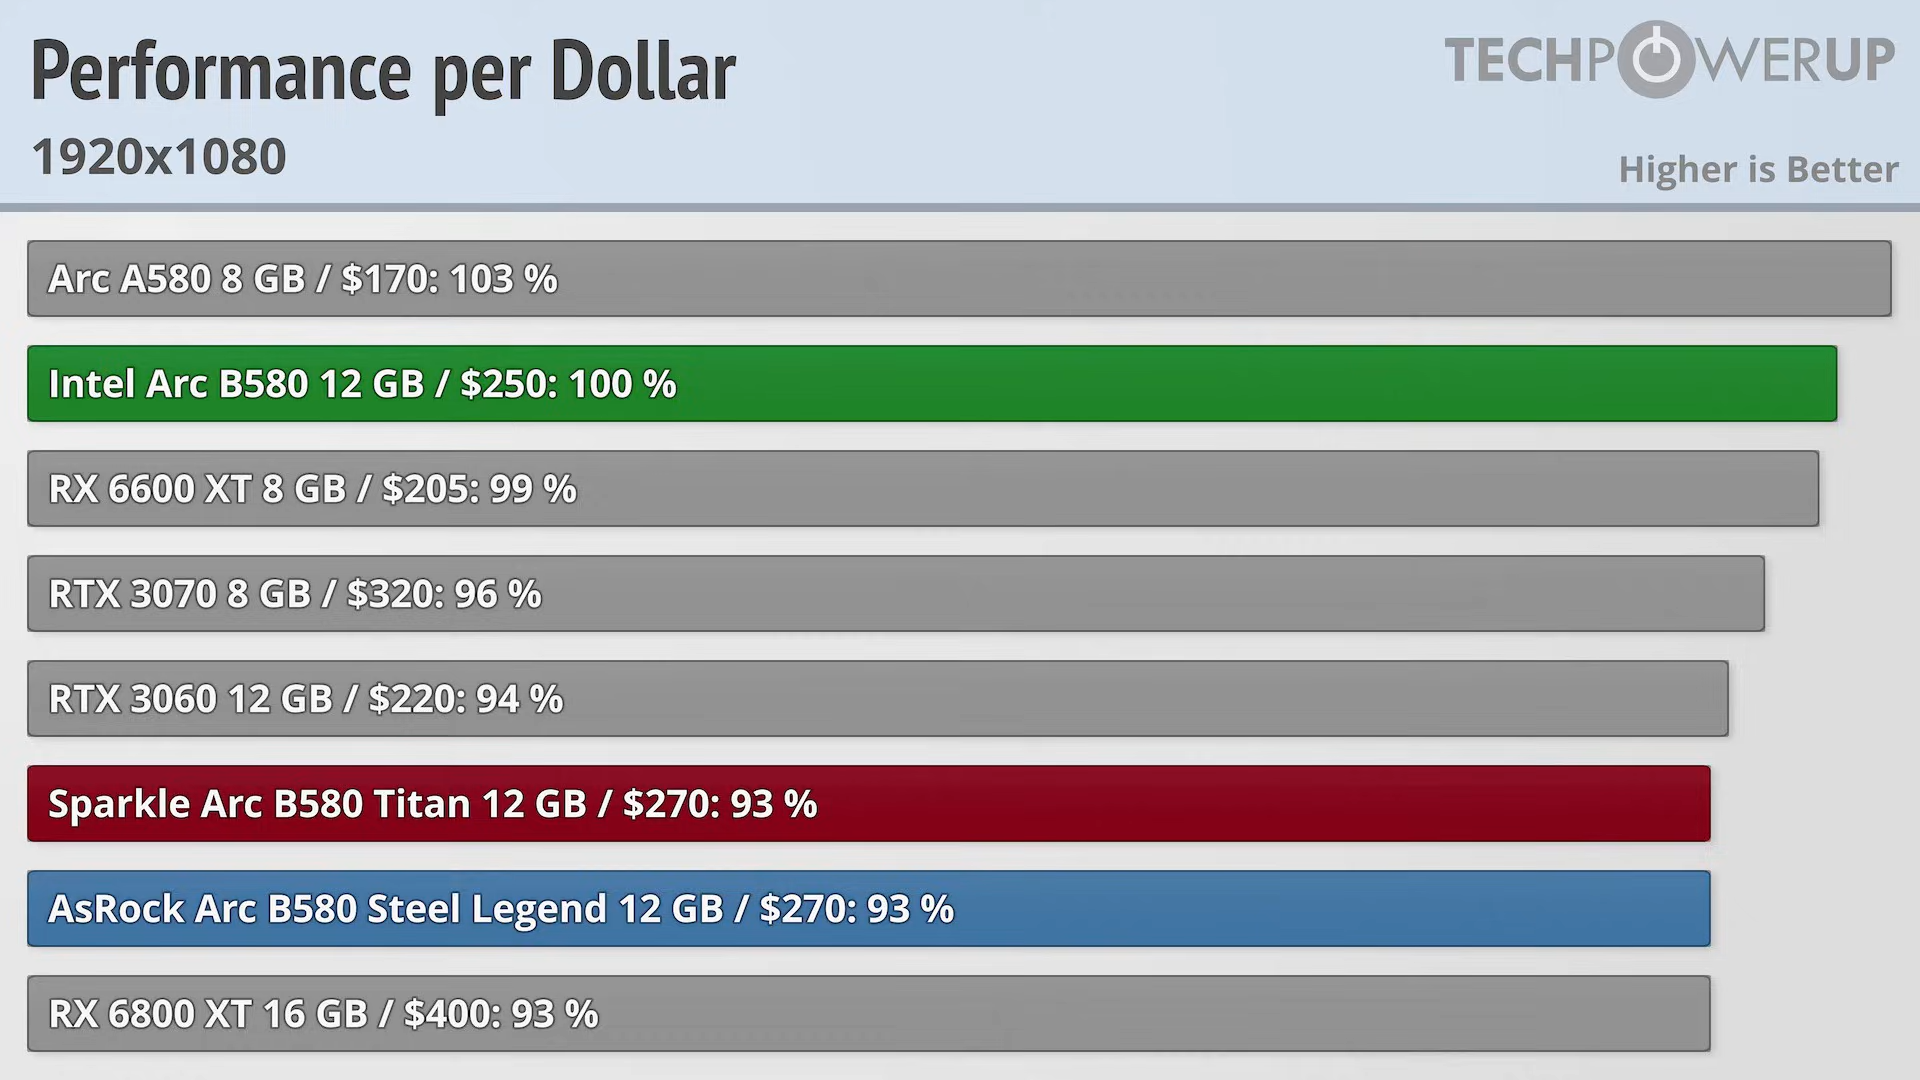 Performance per Dollar
TECHPOWERUP
1920x1080
Higher is Better
Arc A580 8 GB / $170: 103 %
Intel Arc B580 12 GB / $250: 100 %
RX 6600 XT 8 GB / $205: 99 %
RTX 3070 8 GB / $320: 96 %
RTX 3060 12 GB / $220: 94 %
Sparkle Arc B580 Titan 12 GB / $270: 93 %
AsRock Arc B580 Steel Legend 12 GB / $270: 93 %
RX 6800 XT 16 GB / $400: 93 %